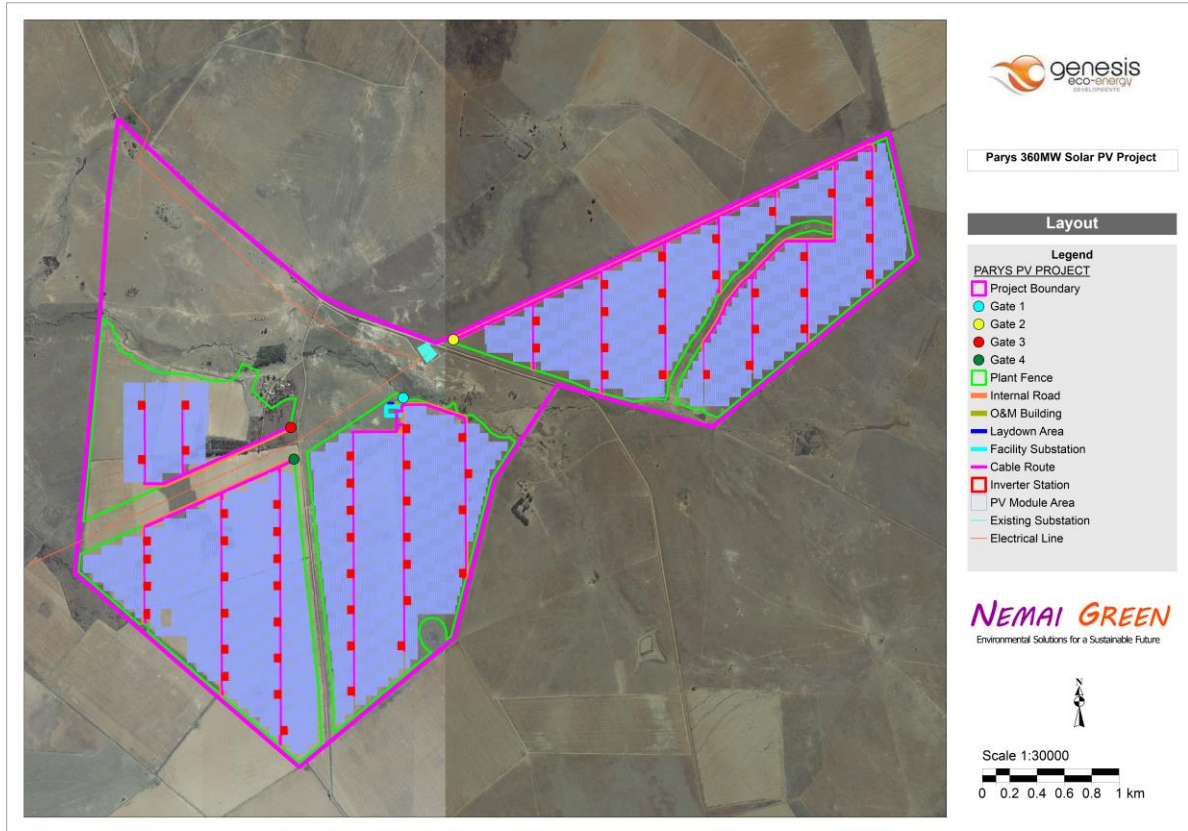 genesis
eco-energy
DEVELOPMENTS
Parys 360MW Solar PV Project
Layout
Legend
PARYS PV PROJECT
Project Boundary
Gate 1
Gate 2
Gate 3
Gate 4
Plant Fence
Internal Road
O&M Building
Laydown Area
Facility Substation
Cable Route
Inverter Station
PV Module Area
Existing Substation
Electrical Line
NEMAI GREEN
Environmental Solutions for a Sustainable Future
N
Scale 1:30000
0 0.2 0.4 0.6 0.8 1 km